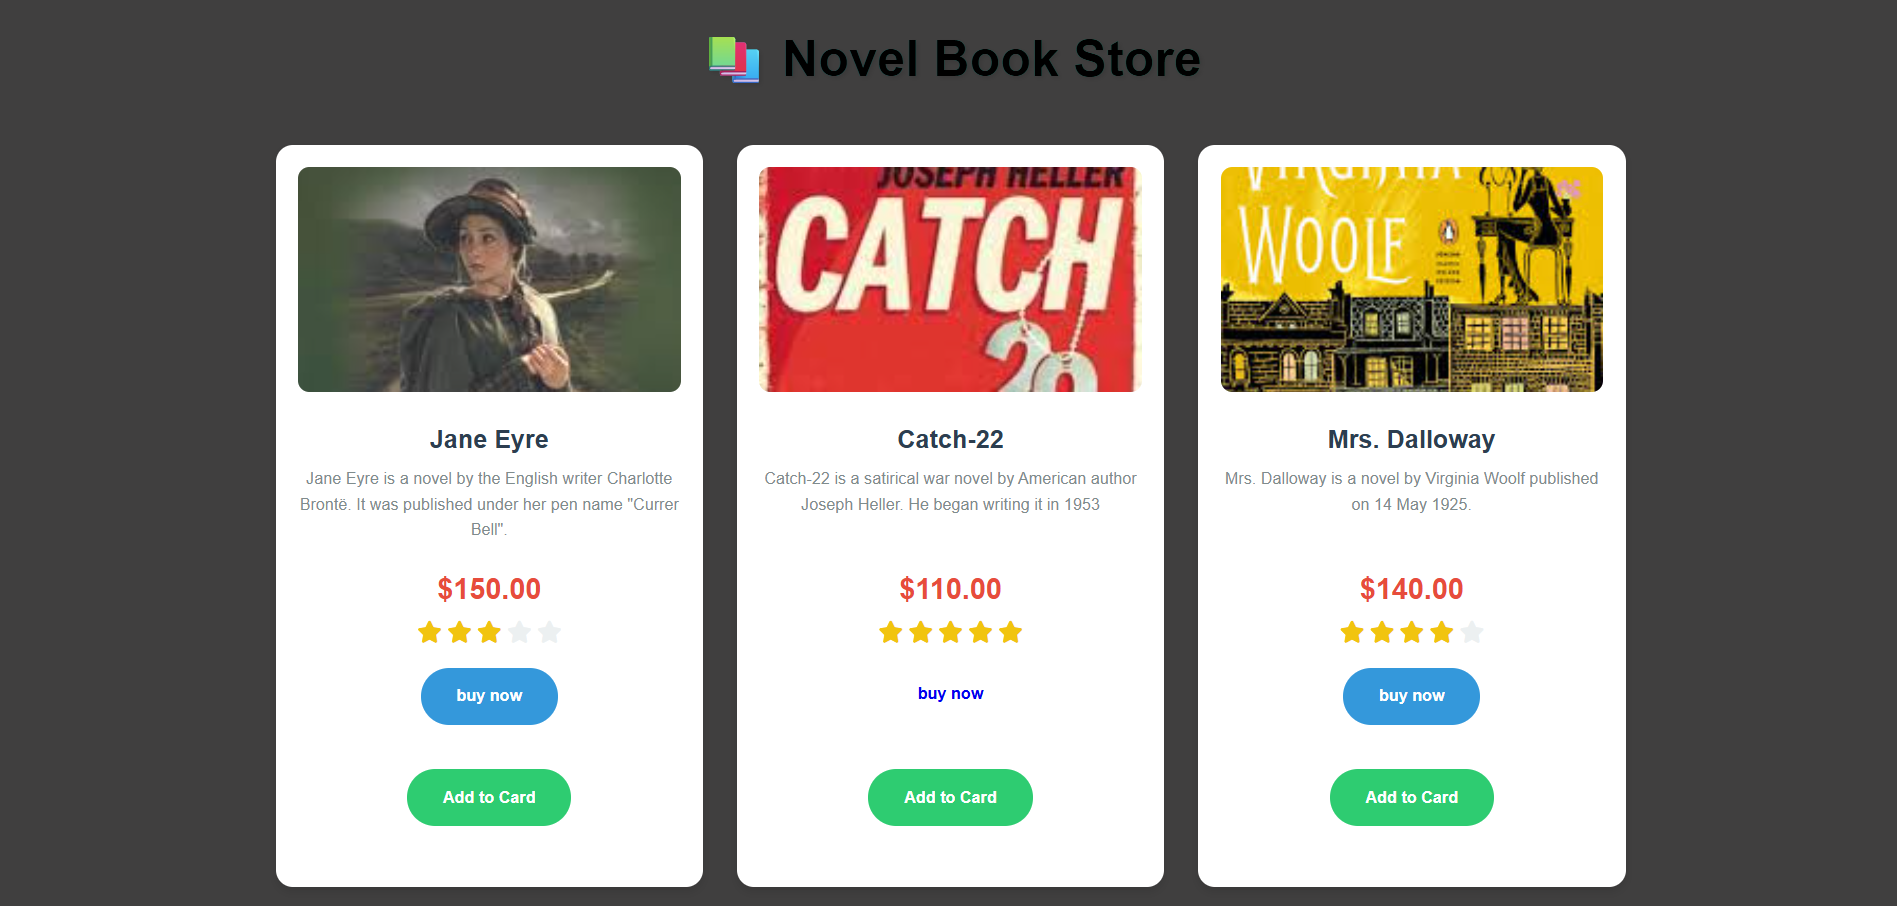 Novel Book Store
JOSEPH HELLER
CATCH
VIRGINIA
WOOLF
Jane Eyre
Jane Eyre is a novel by the English writer Charlotte
Brontë. It was published under her pen name "Currer
Bell".
$150.00
buy now
Add to Card
Catch-22
Catch-22 is a satirical war novel by American author
Joseph Heller. He began writing it in 1953
$110.00
buy now
Add to Card
Mrs. Dalloway
Mrs. Dalloway is a novel by Virginia Woolf published
on 14 May 1925.
$140.00
buy now
Add to Card